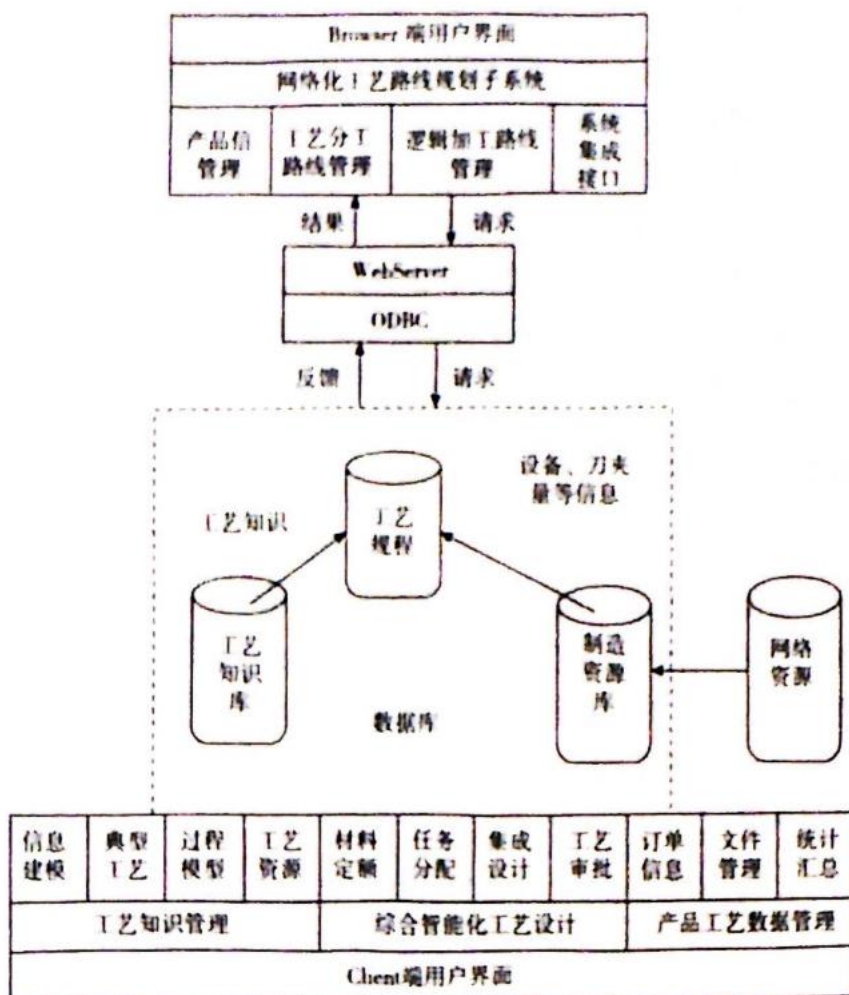 Browser 端用户界面
网络化工艺路线规划子系统
产品信
管理
工艺分工
路线管理
逻辑加工路线
管理
系统
集成
接口
结果
请求
WebServer
ODBC
反馈
请求
设备、刀夹
量等信息
工艺知识
工艺
规程
工艺
知识
库
制造
资源
库
网络
资源
数据库
信息
建模
典型
工艺
过程
模型
工艺
资源
材料
定额
任务
分配
集成
设计
工艺
审批
订单
信息
文件
管理
统计
汇总
工艺知识管理
综合智能化工艺设计
产品工艺数据管理
Client端用户界面